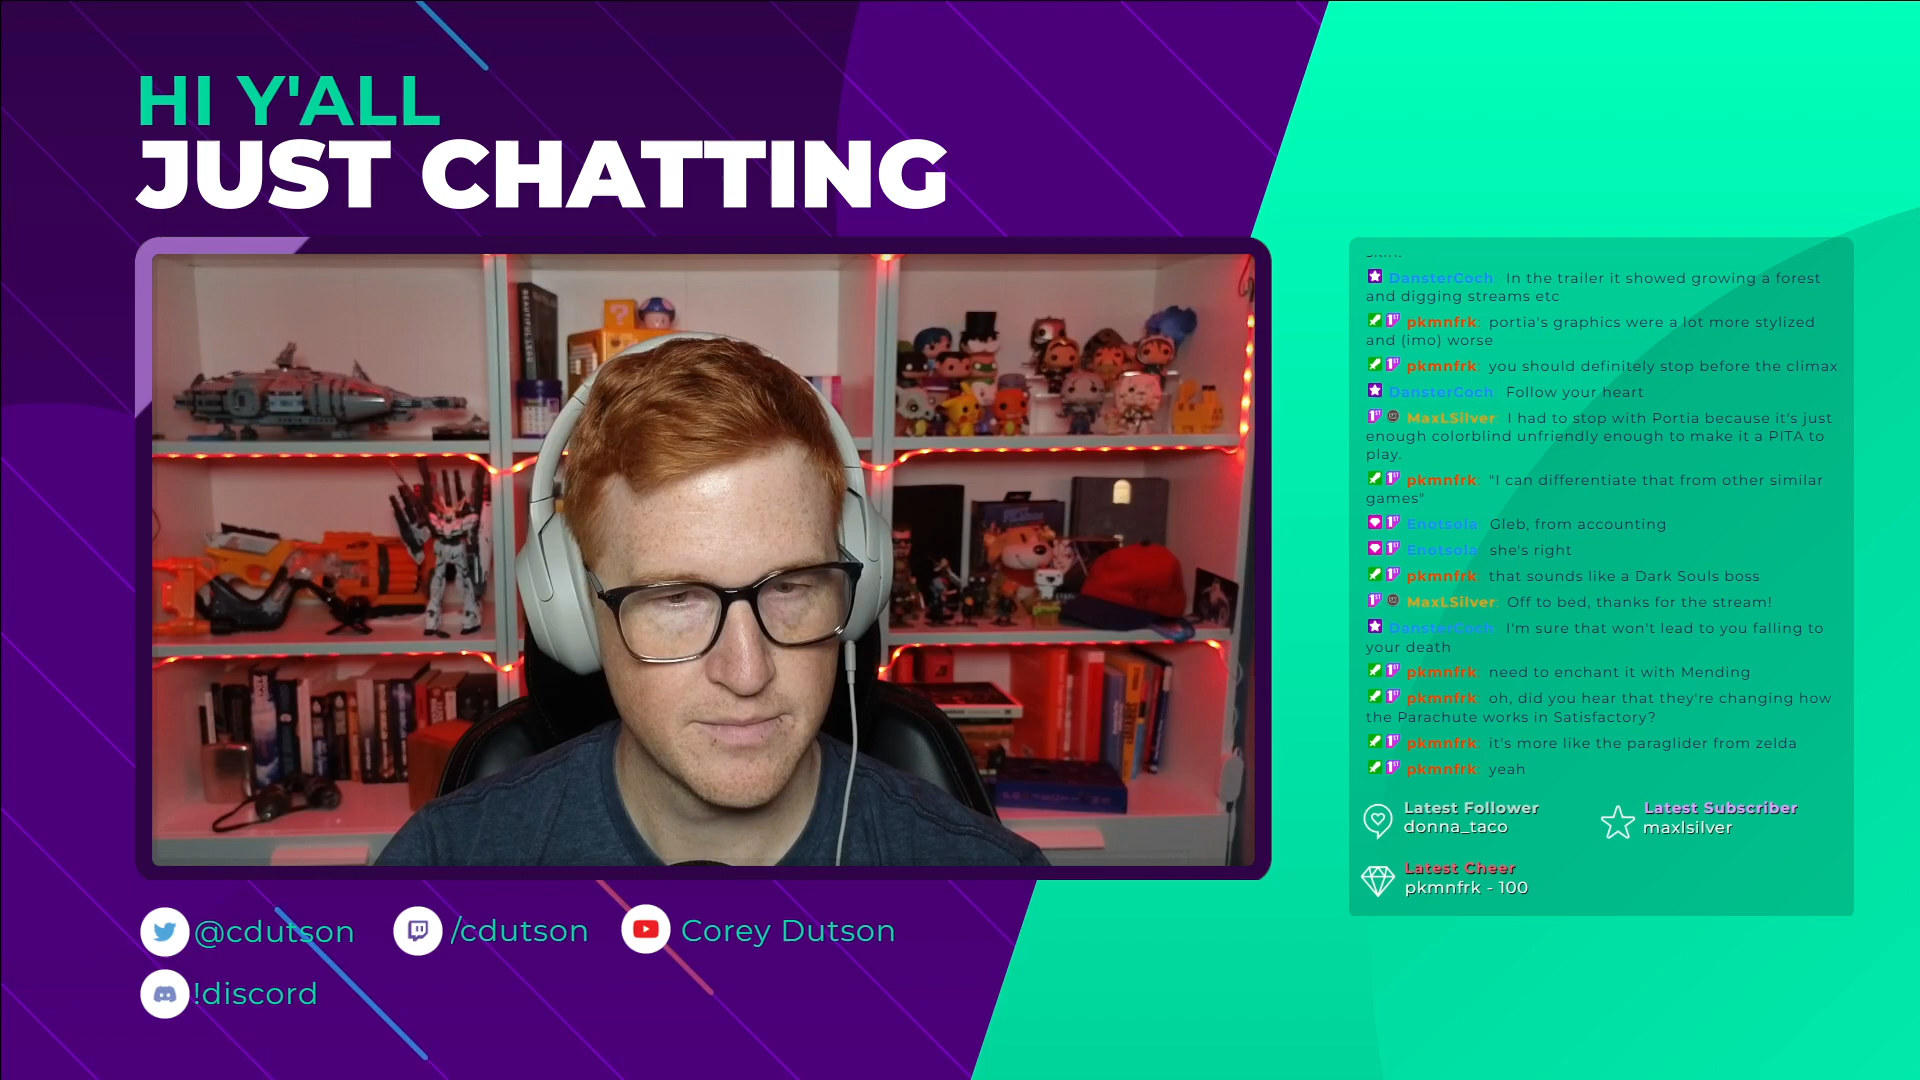 HI Y'ALL
JUST CHATTING
DansterCoch: In the trailer it showed growing a forest
and digging streams etc
pkmnfrk: portia's graphics were a lot more stylized
and (imo) worse
pkmnfrk: you should definitely stop before the climax
DansterCoch: Follow your heart
MaxLSilver: I had to stop with Portia because it's just
enough colorblind unfriendly enough to make it a PITA to
play.
pkmnfrk: "I can differentiate that from other similar
games"
Enotsola: Gleb, from accounting
Enotsola: she's right
pkmnfrk: that sounds like a Dark Souls boss
MaxLSilver: Off to bed, thanks for the stream!
DansterCoch: I'm sure that won't lead to you falling to
your death
pkmnfrk: need to enchant it with Mending
pkmnfrk: oh, did you hear that they're changing how
the Parachute works in Satisfactory?
pkmnfrk: it's more like the paraglider from zelda
pkmnfrk: yeah
Latest Follower
donna_taco
Latest Subscriber
maxlsilver
Latest Cheer
pkmnfrk - 100
@cdutson
/cdutson
Corey Dutson
!discord